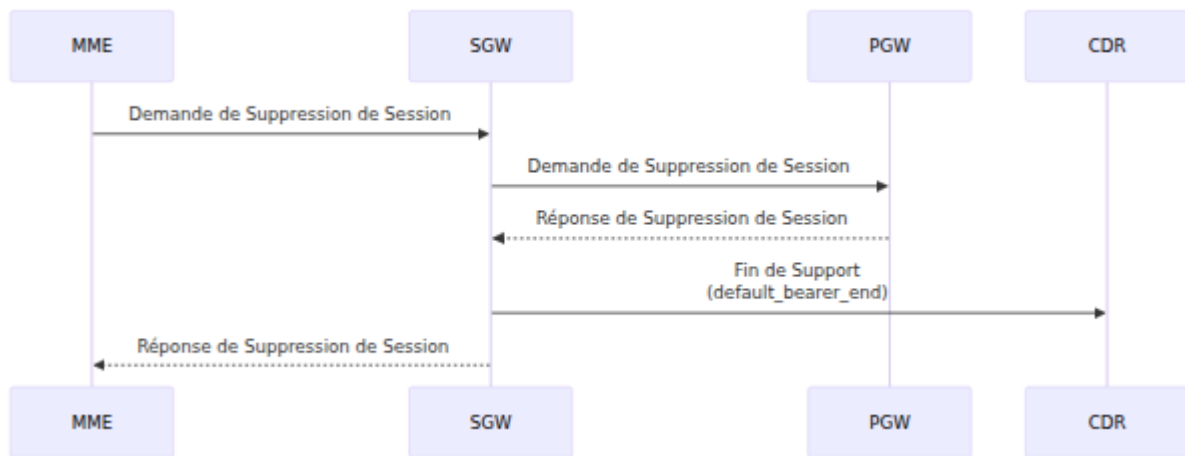 MME
SGW
PGW
CDR
Demande de Suppression de Session
Demande de Suppression de Session
Réponse de Suppression de Session
Fin de Support
(default_bearer_end)
Réponse de Suppression de Session
MME
SGW
PGW
CDR